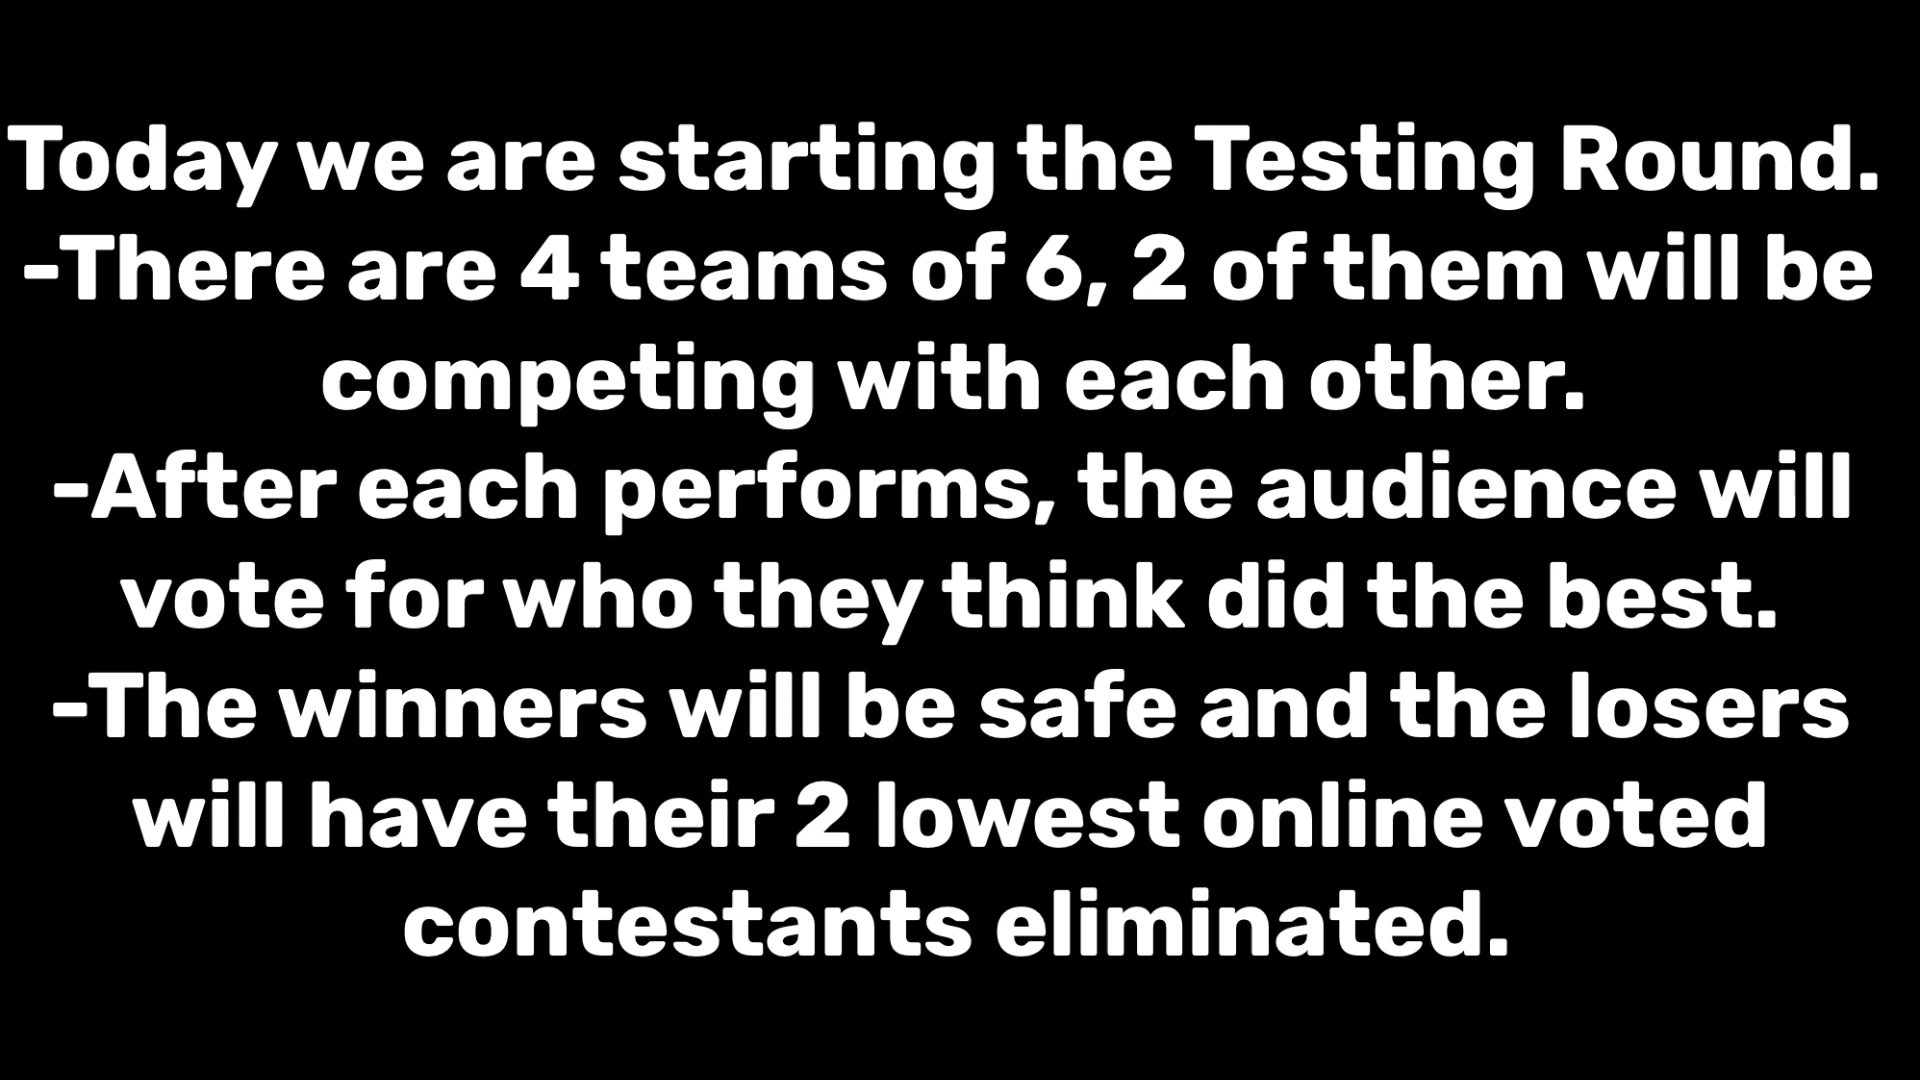 Today we are starting the Testing Round.
-There are 4 teams of 6, 2 of them will be
competing with each other.
-After each performs, the audience will
vote for who they think did the best.
-The winners will be safe and the losers
will have their 2 lowest online voted
contestants eliminated.